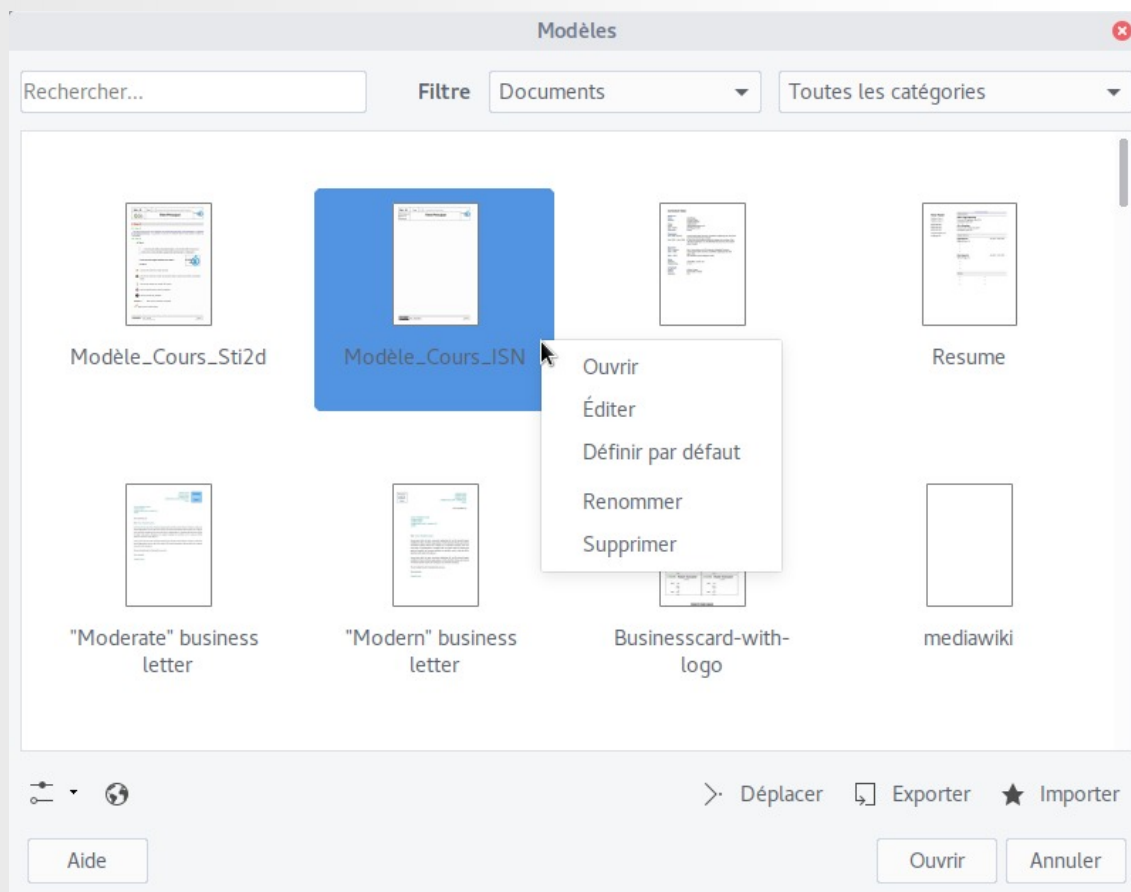 Modèles
Rechercher...
Filtre
Documents
Toutes les catégories
Modèle_Cours_Sti2d
Modèle_Cours_ISN
Resume
Ouvrir
Éditer
Définir par défaut
Renommer
Supprimer
"Moderate" business
letter
"Modern" business
letter
Businesscard-with-
logo
mediawiki
Déplacer
Exporter
Importer
Aide
Ouvrir
Annuler